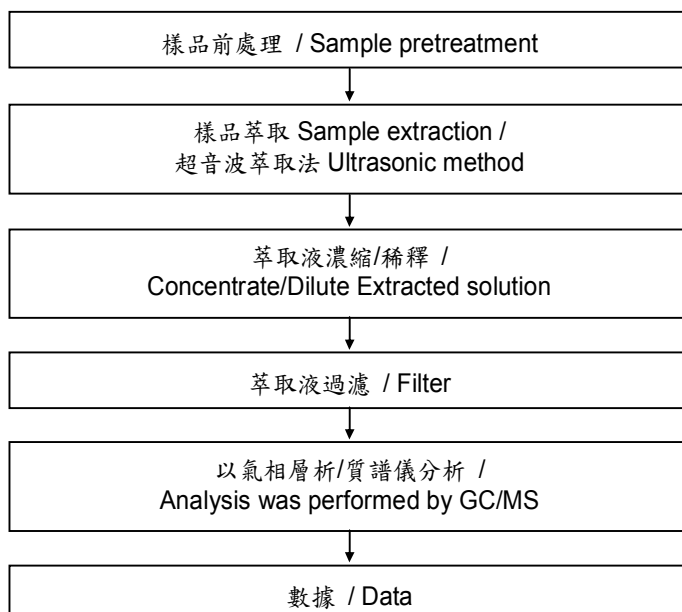 樣品前處理 / Sample pretreatment
樣品萃取 Sample extraction /
超音波萃取法 Ultrasonic method
萃取液濃縮/稀釋 /
Concentrate/Dilute Extracted solution
萃取液過濾 / Filter
以氣相層析/質譜儀分析 /
Analysis was performed by GC/MS
數據 / Data